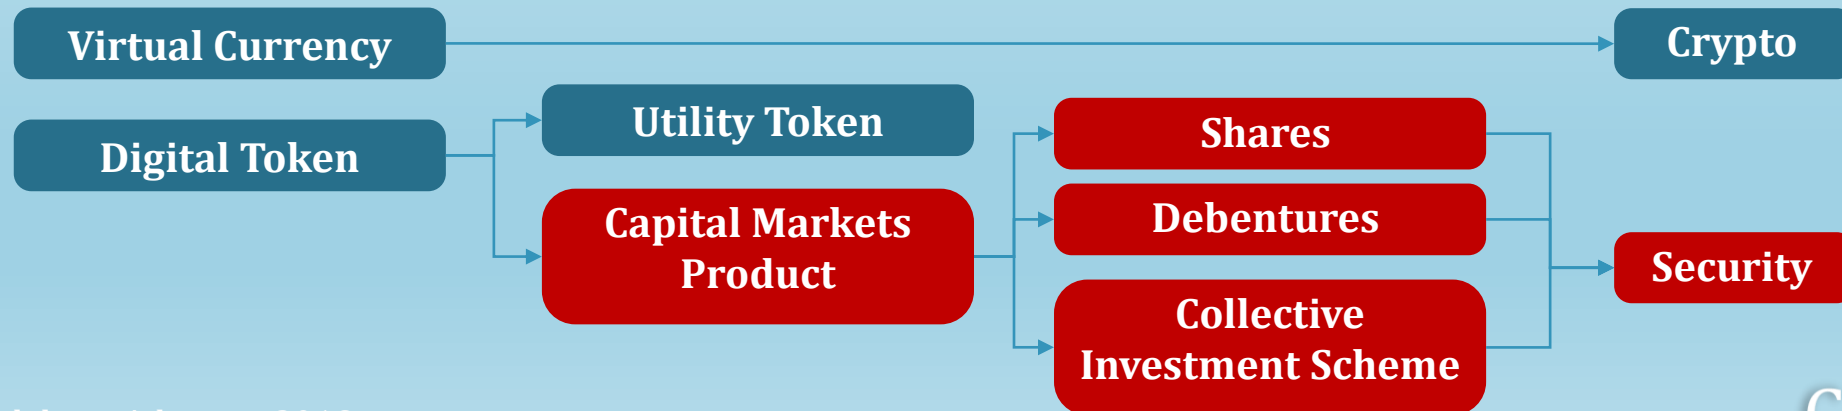 Virtual Currency
Crypto
Utility Token
Digital Token
Shares
Capital Markets
Product
Debentures
Security
Collective
Investment Scheme